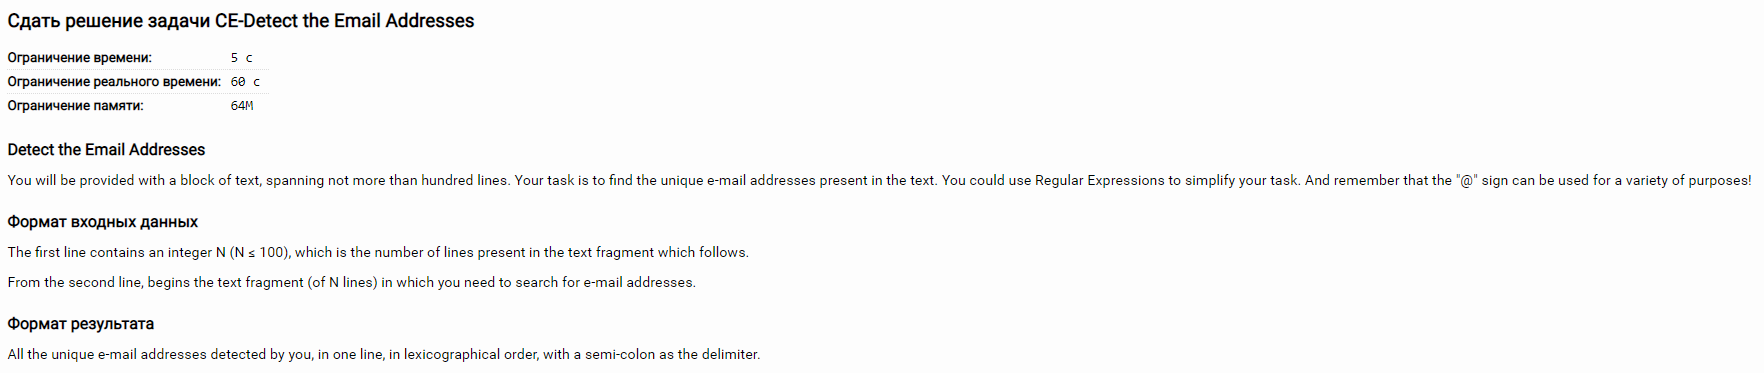 Сдать решение задачи CE-Detect the Email Addresses
Ограничение времени: 5 с
Ограничение реального времени: 60 с
Ограничение памяти: 64M
Detect the Email Addresses
You will be provided with a block of text, spanning not more than hundred lines. Your task is to find the unique e-mail addresses present in the text. You could use Regular Expressions to simplify your task. And remember that the "@" sign can be used for a variety of purposes!
Формат входных данных
The first line contains an integer N (N ≤ 100), which is the number of lines present in the text fragment which follows.
From the second line, begins the text fragment (of N lines) in which you need to search for e-mail addresses.
Формат результата
All the unique e-mail addresses detected by you, in one line, in lexicographical order, with a semi-colon as the delimiter.